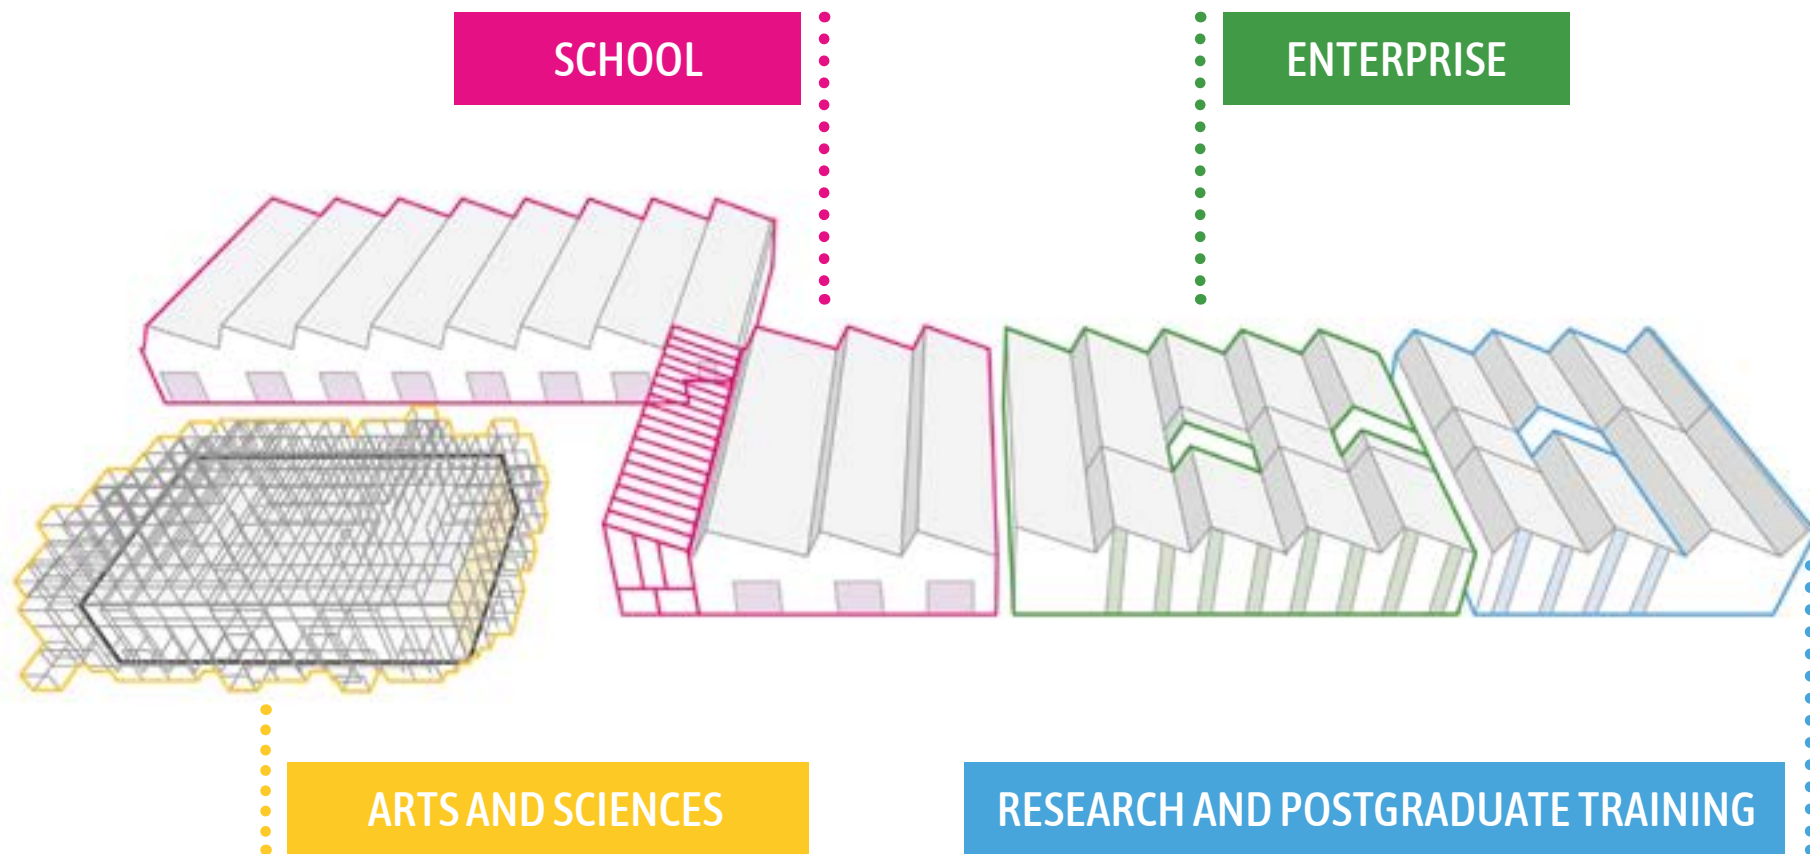 SCHOOL
ENTERPRISE
ARTS AND SCIENCES
RESEARCH AND POSTGRADUATE TRAINING